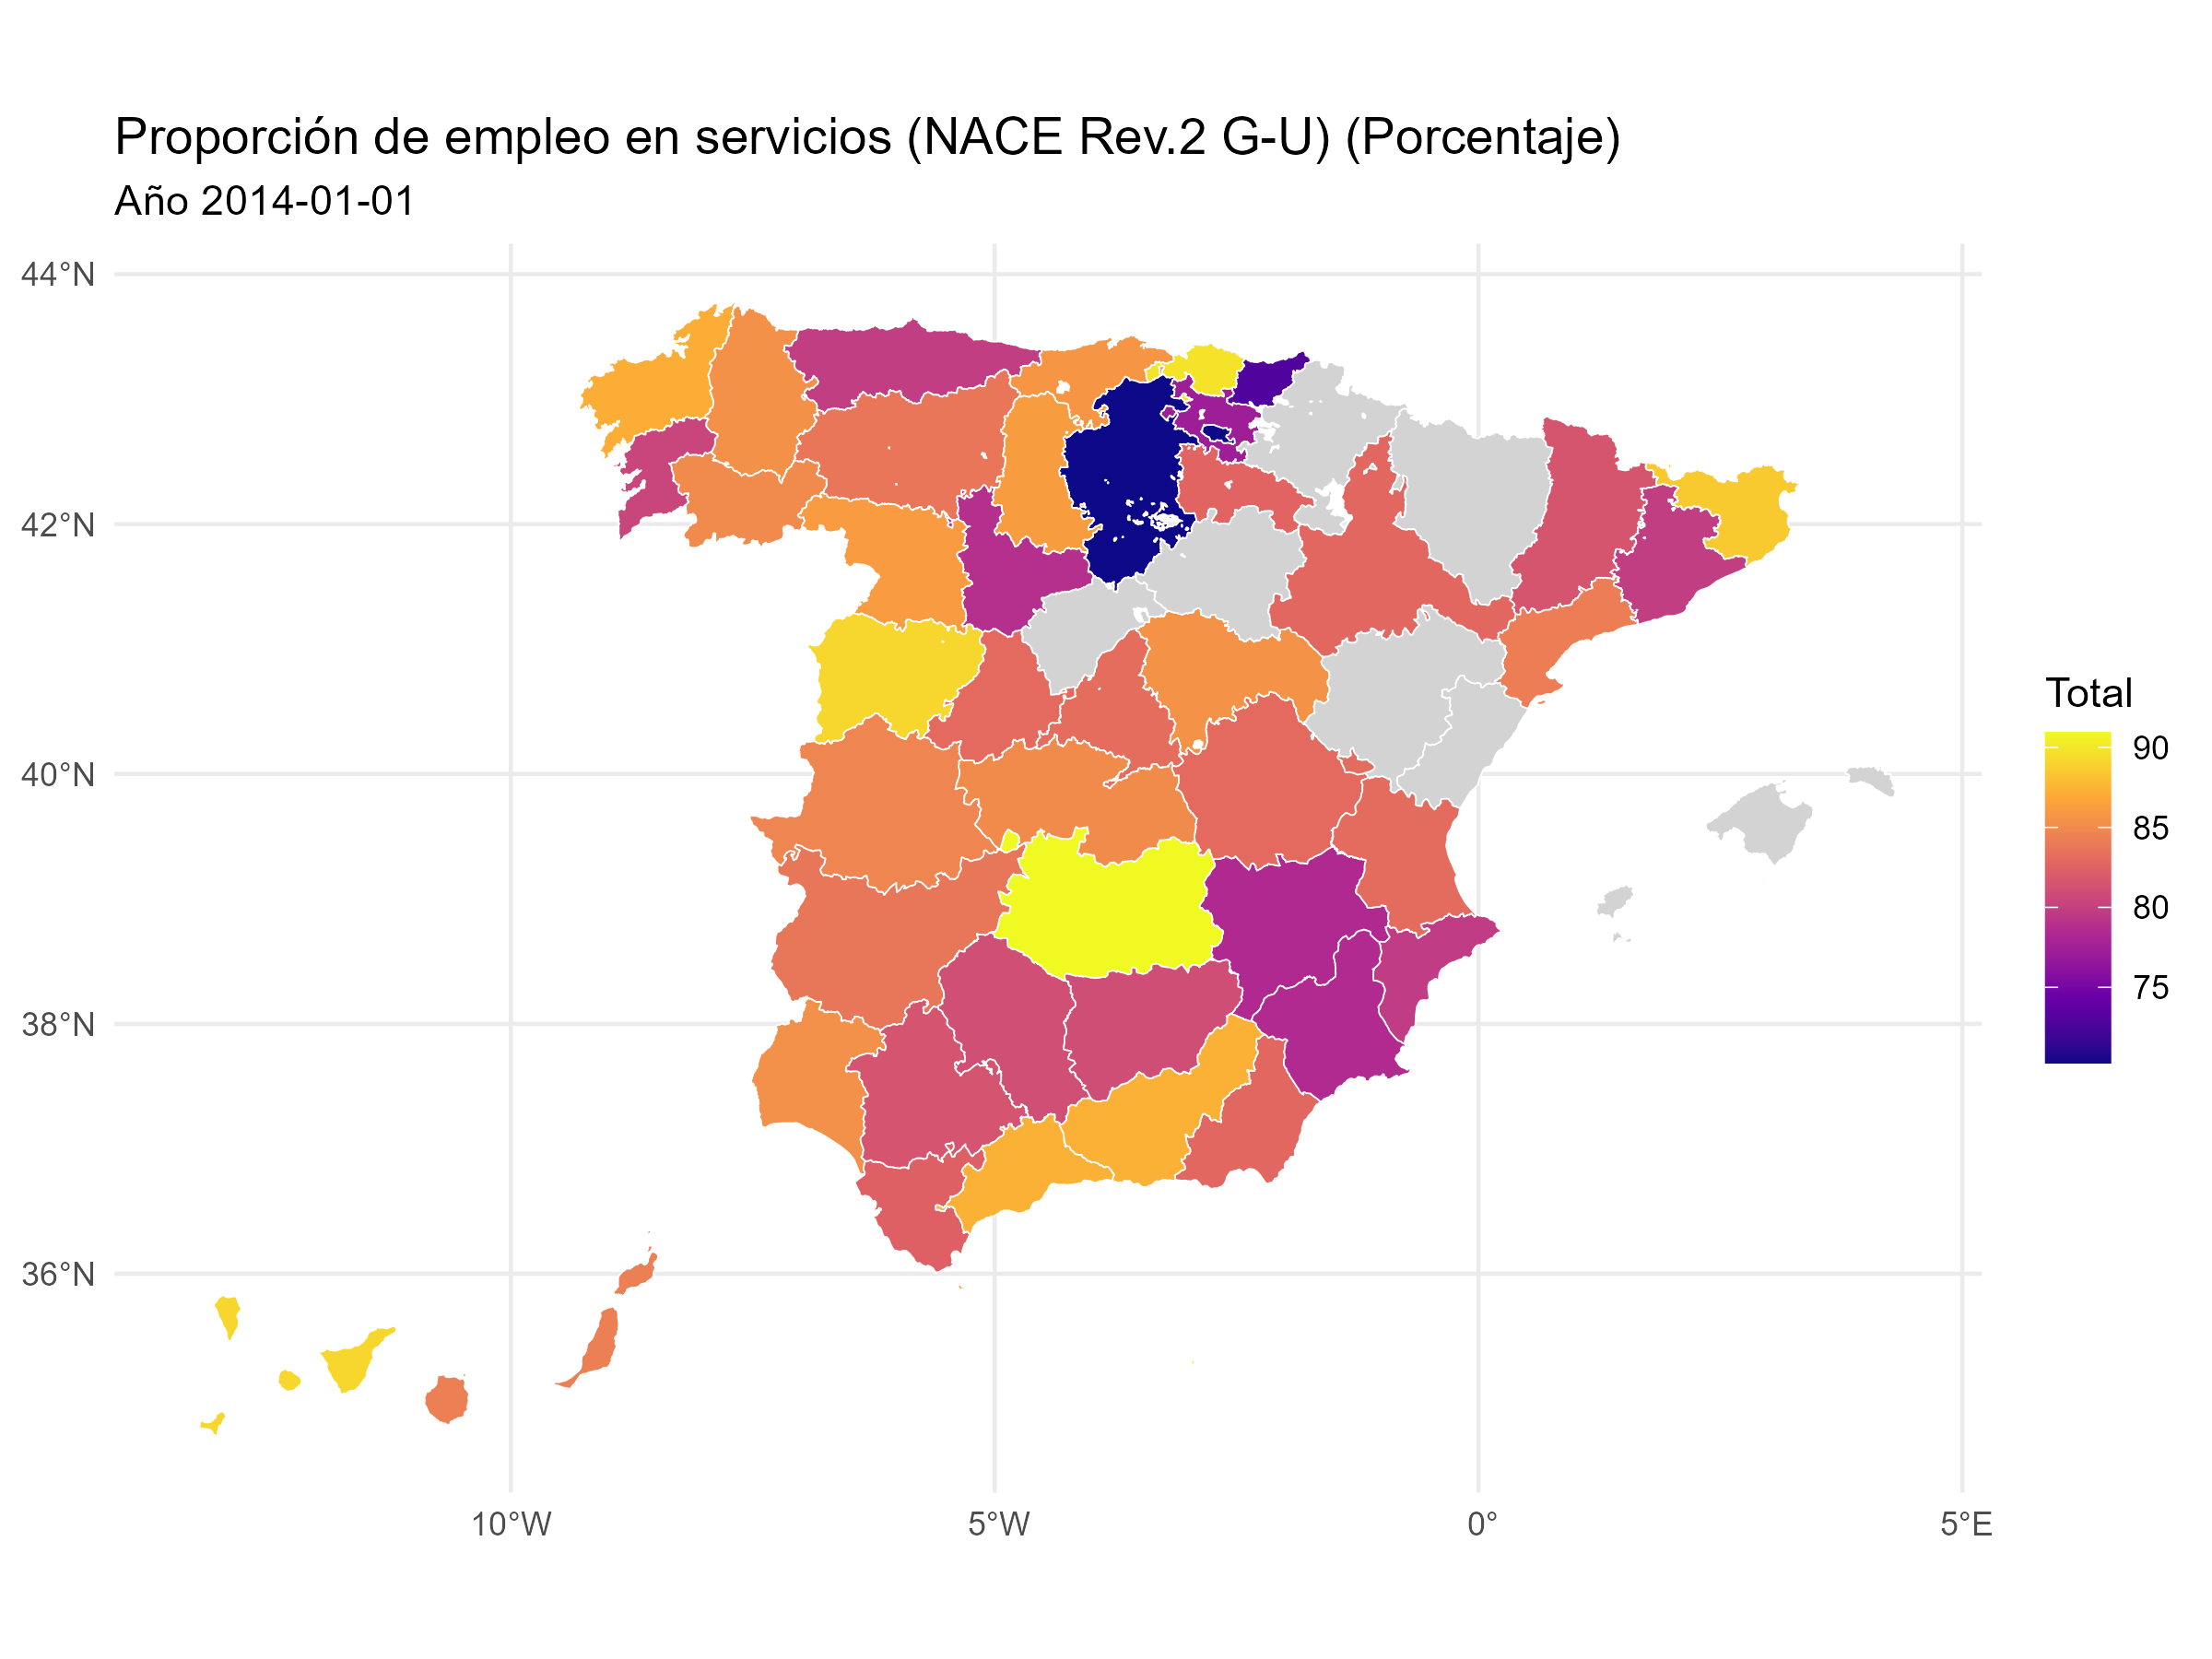 Proporción de empleo en servicios (NACE Rev.2 G-U) (Porcentaje)
Año 2014-01-01
44°N
42°N
40°N
38°N
36°N
10°W
5°W
0°
5°E
Total
90
85
80
75